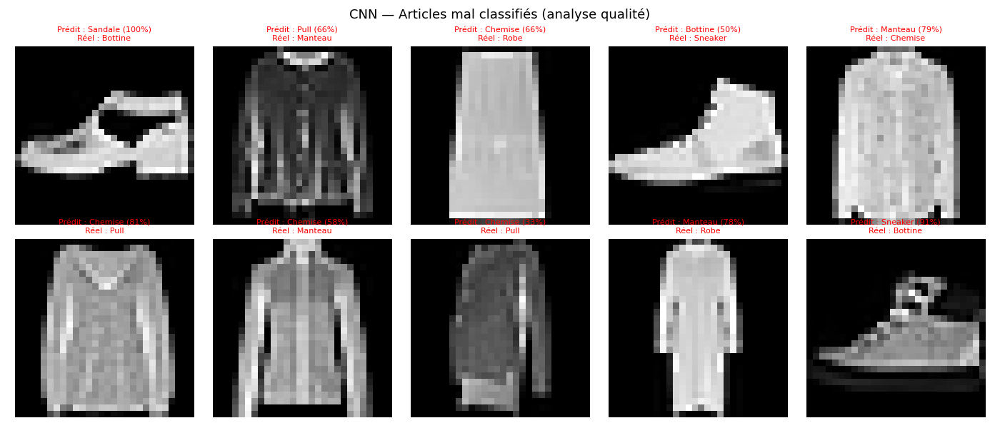 CNN — Articles mal classifiés (analyse qualité)
Prédit : Sandale (100%)
Réel : Bottine
Prédit : Pull (66%)
Réel : Manteau
Prédit : Chemise (66%)
Réel : Robe
Prédit : Bottine (50%)
Réel : Sneaker
Prédit : Manteau (79%)
Réel : Chemise
Prédit : Chemise (81%)
Réel : Pull
Prédit : Chemise (58%)
Réel : Manteau
Prédit : Chemise
Réel : Pull
Prédit : Manteau (78%)
Réel : Robe
Prédit : Sneaker (91%)
Réel : Bottine